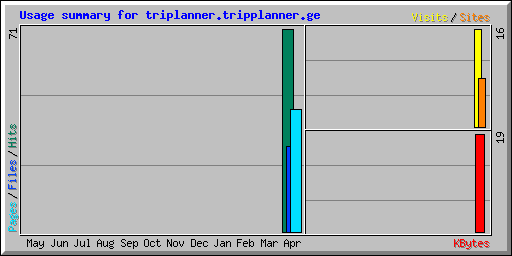 Usage summary for triplanner.tripplanner.ge
Visits / Sites
71
16
19
Pages / Files / Hits
May Jun Jul Aug Sep Oct Nov Dec Jan Feb Mar Apr
KBytes